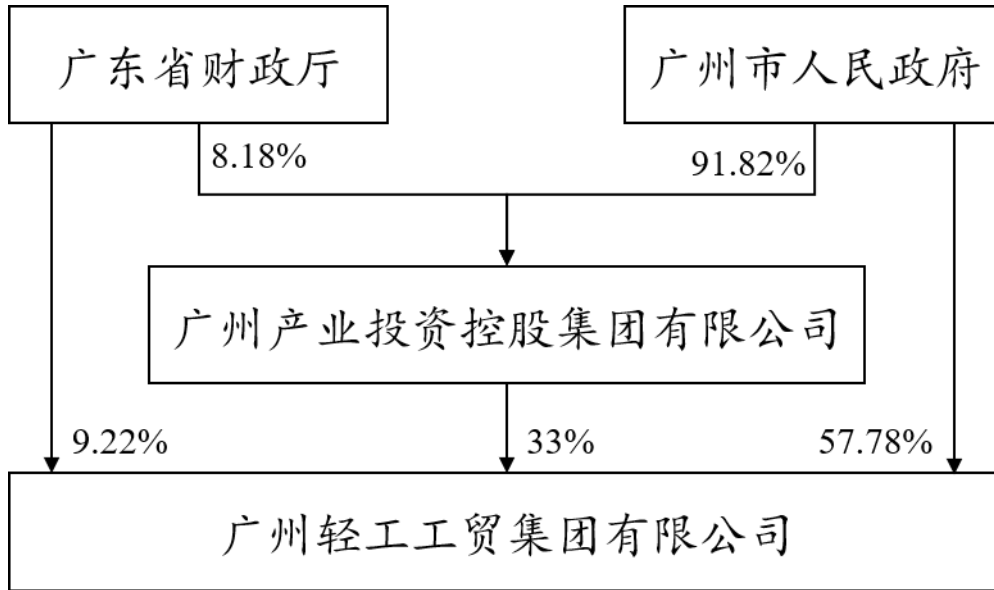 广东省财政厅
广州市人民政府
8.18%
91.82%
广州产业投资控股集团有限公司
9.22%
33%
57.78%
广州轻工工贸集团有限公司